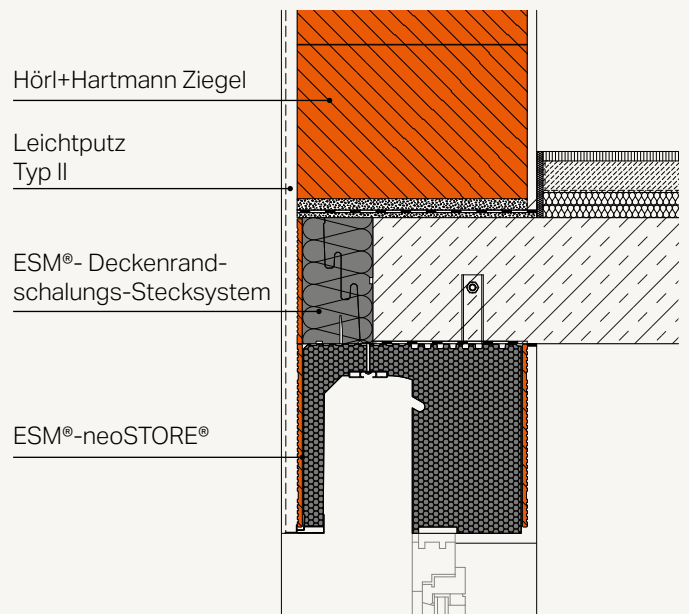 Hörl+Hartmann Ziegel
Leichtputz
Typ II
ESM®- Deckenrand-
schalungs-Stecksystem
ESM®-neoSTORE®